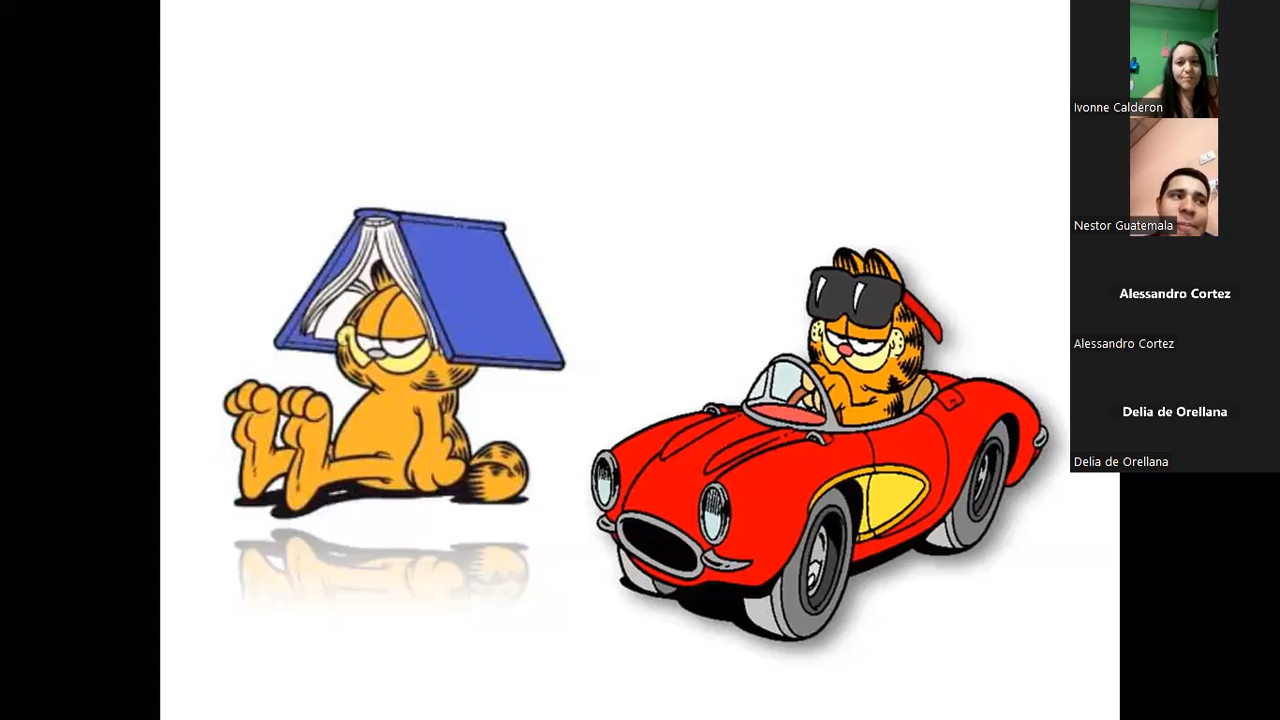 Ivonne Calderon
Nestor Guatemala
Alessandro Cortez
Alessandro Cortez
Delia de Orellana
Delia de Orellana